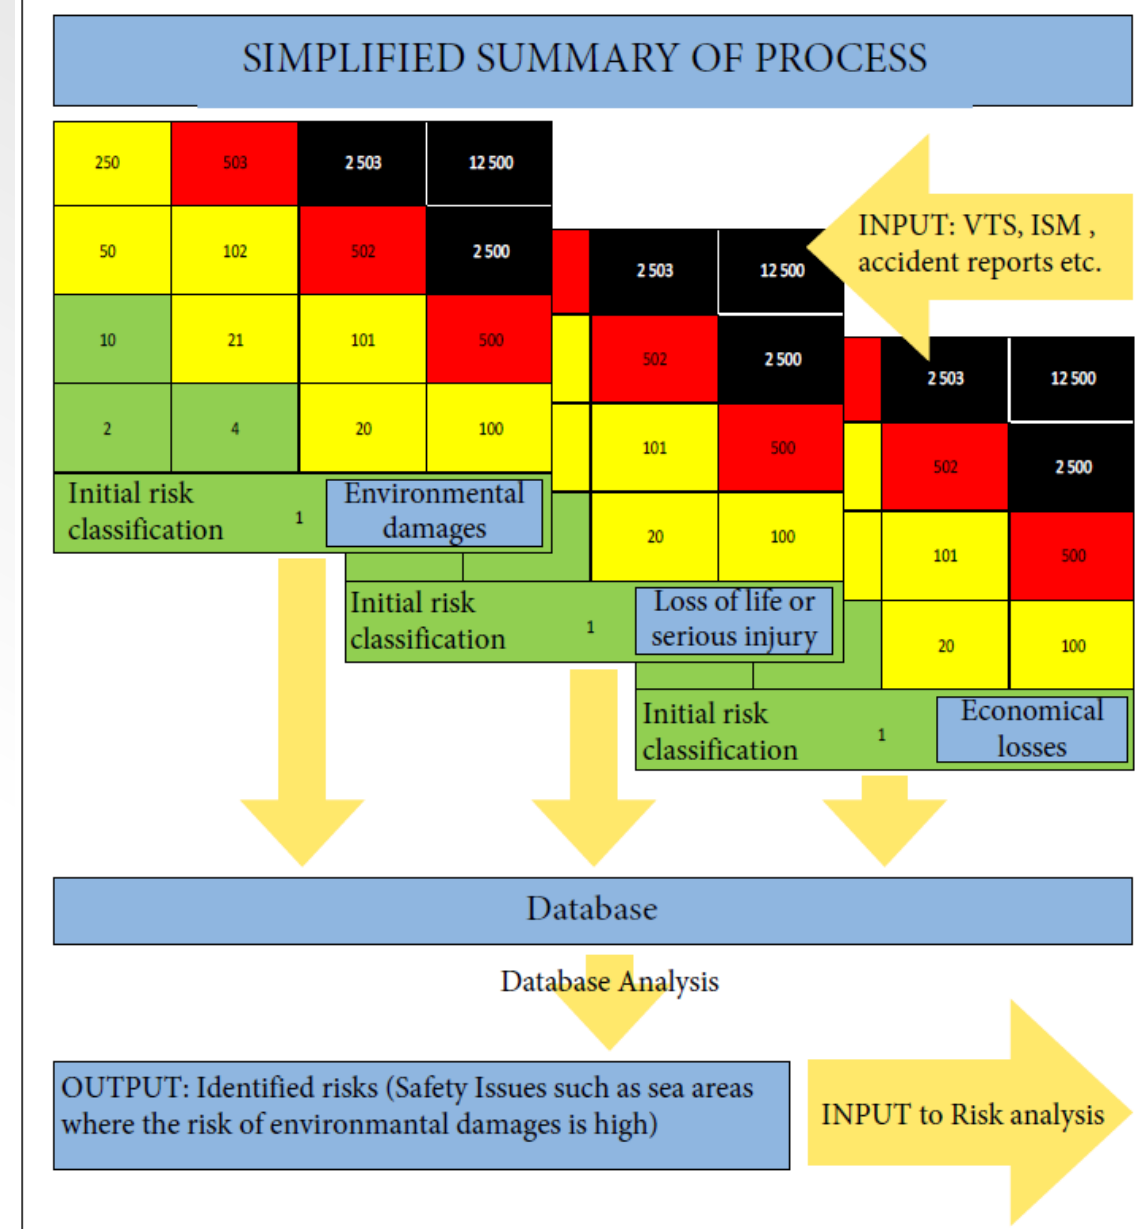 SIMPLIFIED SUMMARY OF PROCESS
250 503 2 503 12 500
50 102 502 2 500
10 21 101 500
2 4 20 100
Initial risk
classification 1
Environmental
damages
INPUT: VTS, ISM ,
accident reports etc.
2 503 12 500
502 2 500
101 500
20 100
Initial risk
classification 1
Loss of life or
serious injury
2 503 12 500
502 2 500
101 500
20 100
Initial risk
classification 1
Economical
losses
Database
Database Analysis
OUTPUT: Identified risks (Safety Issues such as sea areas
where the risk of environmantal damages is high)
INPUT to Risk analysis